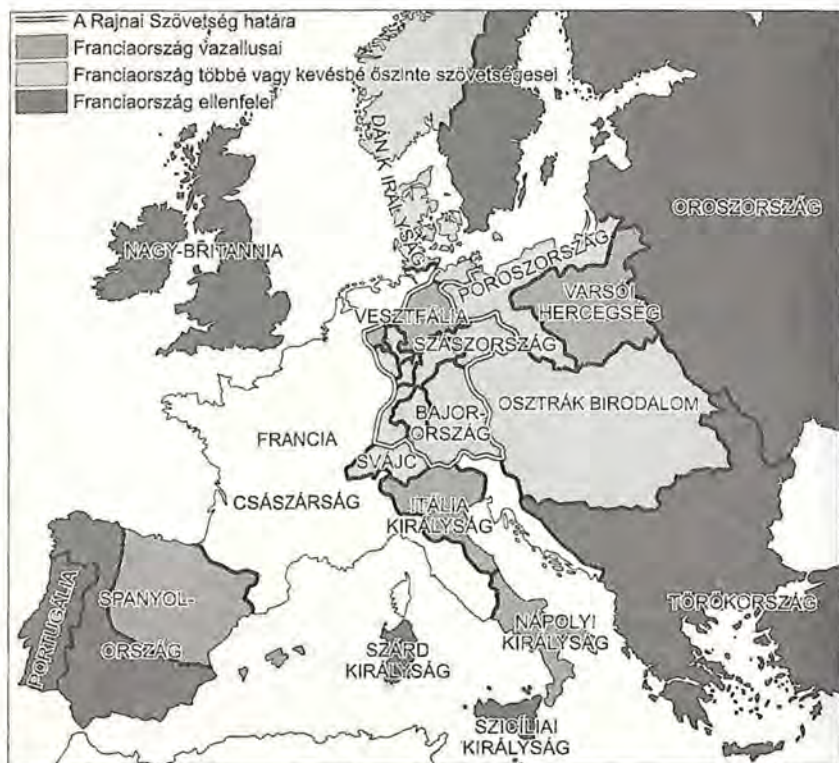 A Rajnai Szövetség határa
Franciaország vazallusai
Franciaország többé vagy kevésbé őszinte szövetségesei
Franciaország ellenfelei
DÁN KIRÁLYSÁG
OROSZORSZÁG
NAGY-BRITANNIA
POROSZORSZÁG
VARSÓI
HERCEGSÉG
VESZTFÁLIA
SZÁSZORSZÁG
OSZTRÁK BIRODALOM
BAJOR-
ORSZÁG
FRANCIA
CSÁSZÁRSÁG
SVÁJC
ITÁLIA
KIRÁLYSÁG
PORTUGÁLIA
SPANYOL-
ORSZÁG
TÖRÖKORSZÁG
NÁPOLYI
KIRÁLYSÁG
SZÁRD
KIRÁLYSÁG
SZICÍLIAI
KIRÁLYSÁG